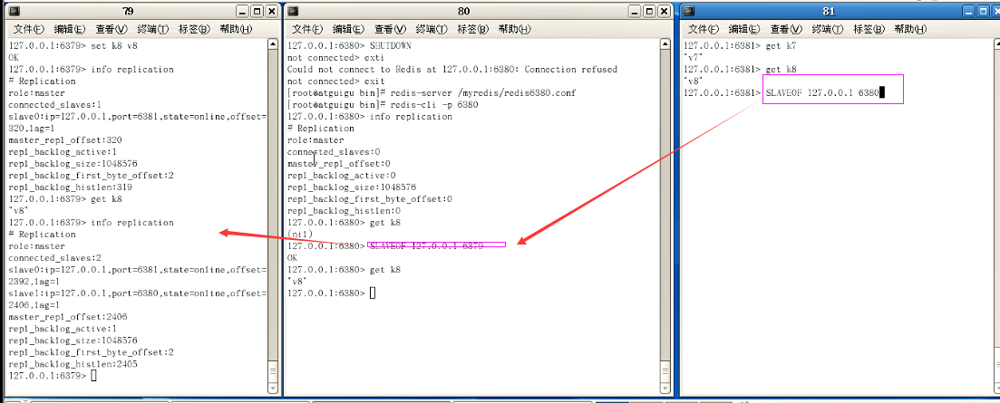 79
文件(F) 编辑(E) 查看(V) 终端(T) 标签(B) 帮助(H)
127.0.0.1:6379> set k8 v8
OK
127.0.0.1:6379> info replication
# Replication
role:master
connected_slaves:1
slave0:ip=127.0.0.1,port=6381,state=online,offset=
320,lag=1
master_repl_offset:320
repl_backlog_active:1
repl_backlog_size:1048576
repl_backlog_first_byte_offset:2
repl_backlog_histlen:319
127.0.0.1:6379> get k8
"v8"
127.0.0.1:6379> info replication
# Replication
role:master
connected_slaves:2
slave0:ip=127.0.0.1,port=6381,state=online,offset=
2392,lag=1
slave1:ip=127.0.0.1,port=6380,state=online,offset=
2406,lag=1
master_repl_offset:2406
repl_backlog_active:1
repl_backlog_size:1048576
repl_backlog_first_byte_offset:2
repl_backlog_histlen:2405
127.0.0.1:6379>
80
文件(F) 编辑(E) 查看(V) 终端(T) 标签(B) 帮助(H)
127.0.0.1:6380> SHUTDOWN
not connected> exti
Could not connect to Redis at 127.0.0.1:6380: Connection refused
not connected> exit
[root@atguigu bin]# redis-server /myredis/redis6380.conf
[root@atguigu bin]# redis-cli -p 6380
127.0.0.1:6380> info replication
# Replication
role:master
connected_slaves:0
master_repl_offset:0
repl_backlog_active:0
repl_backlog_size:1048576
repl_backlog_first_byte_offset:0
repl_backlog_histlen:0
127.0.0.1:6380> get k8
(nil)
127.0.0.1:6380> SLAVEOF 127.0.0.1 6379
OK
127.0.0.1:6380> get k8
"v8"
127.0.0.1:6380>
81
文件(F) 编辑(E) 查看(V) 终端(T) 标签(B) 帮助(H)
127.0.0.1:6381> get k7
"v7"
127.0.0.1:6381> get k8
"v8"
127.0.0.1:6381> SLAVEOF 127.0.0.1 6380